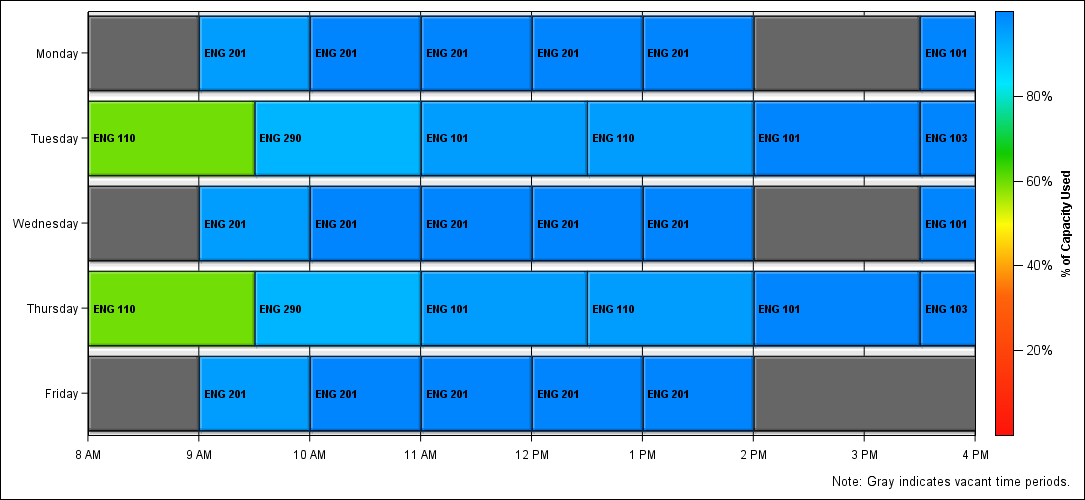 Monday
ENG 201
ENG 201
ENG 201
ENG 201
ENG 201
ENG 101
Tuesday
ENG 110
ENG 290
ENG 101
ENG 110
ENG 101
ENG 103
Wednesday
ENG 201
ENG 201
ENG 201
ENG 201
ENG 201
ENG 101
Thursday
ENG 110
ENG 290
ENG 101
ENG 110
ENG 101
ENG 103
Friday
ENG 201
ENG 201
ENG 201
ENG 201
ENG 201
8 AM
9 AM
10 AM
11 AM
12 PM
1 PM
2 PM
3 PM
4 PM
80%
60%
40%
20%
% of Capacity Used
Note: Gray indicates vacant time periods.